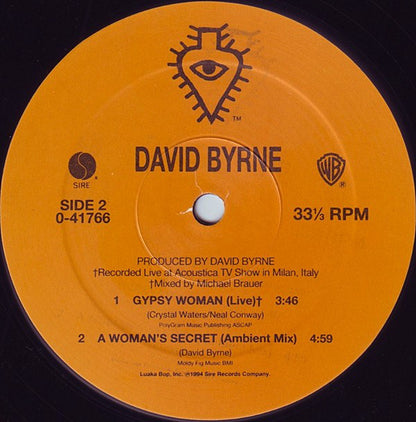 TM
DAVID BYRNE
SIRE ®
WB ®
SIDE 2
0-41766
33⅓ RPM
PRODUCED BY DAVID BYRNE
†Recorded Live at Acoustica TV Show in Milan, Italy
†Mixed by Michael Brauer
1 GYPSY WOMAN (Live)† 3:46
(Crystal Waters/Neal Conway)
PolyGram Music Publishing ASCAP
2 A WOMAN'S SECRET (Ambient Mix) 4:59
(David Byrne)
Moldy Fig Music BMI
Luaka Bop, Inc. ℗1994 Sire Records Company.